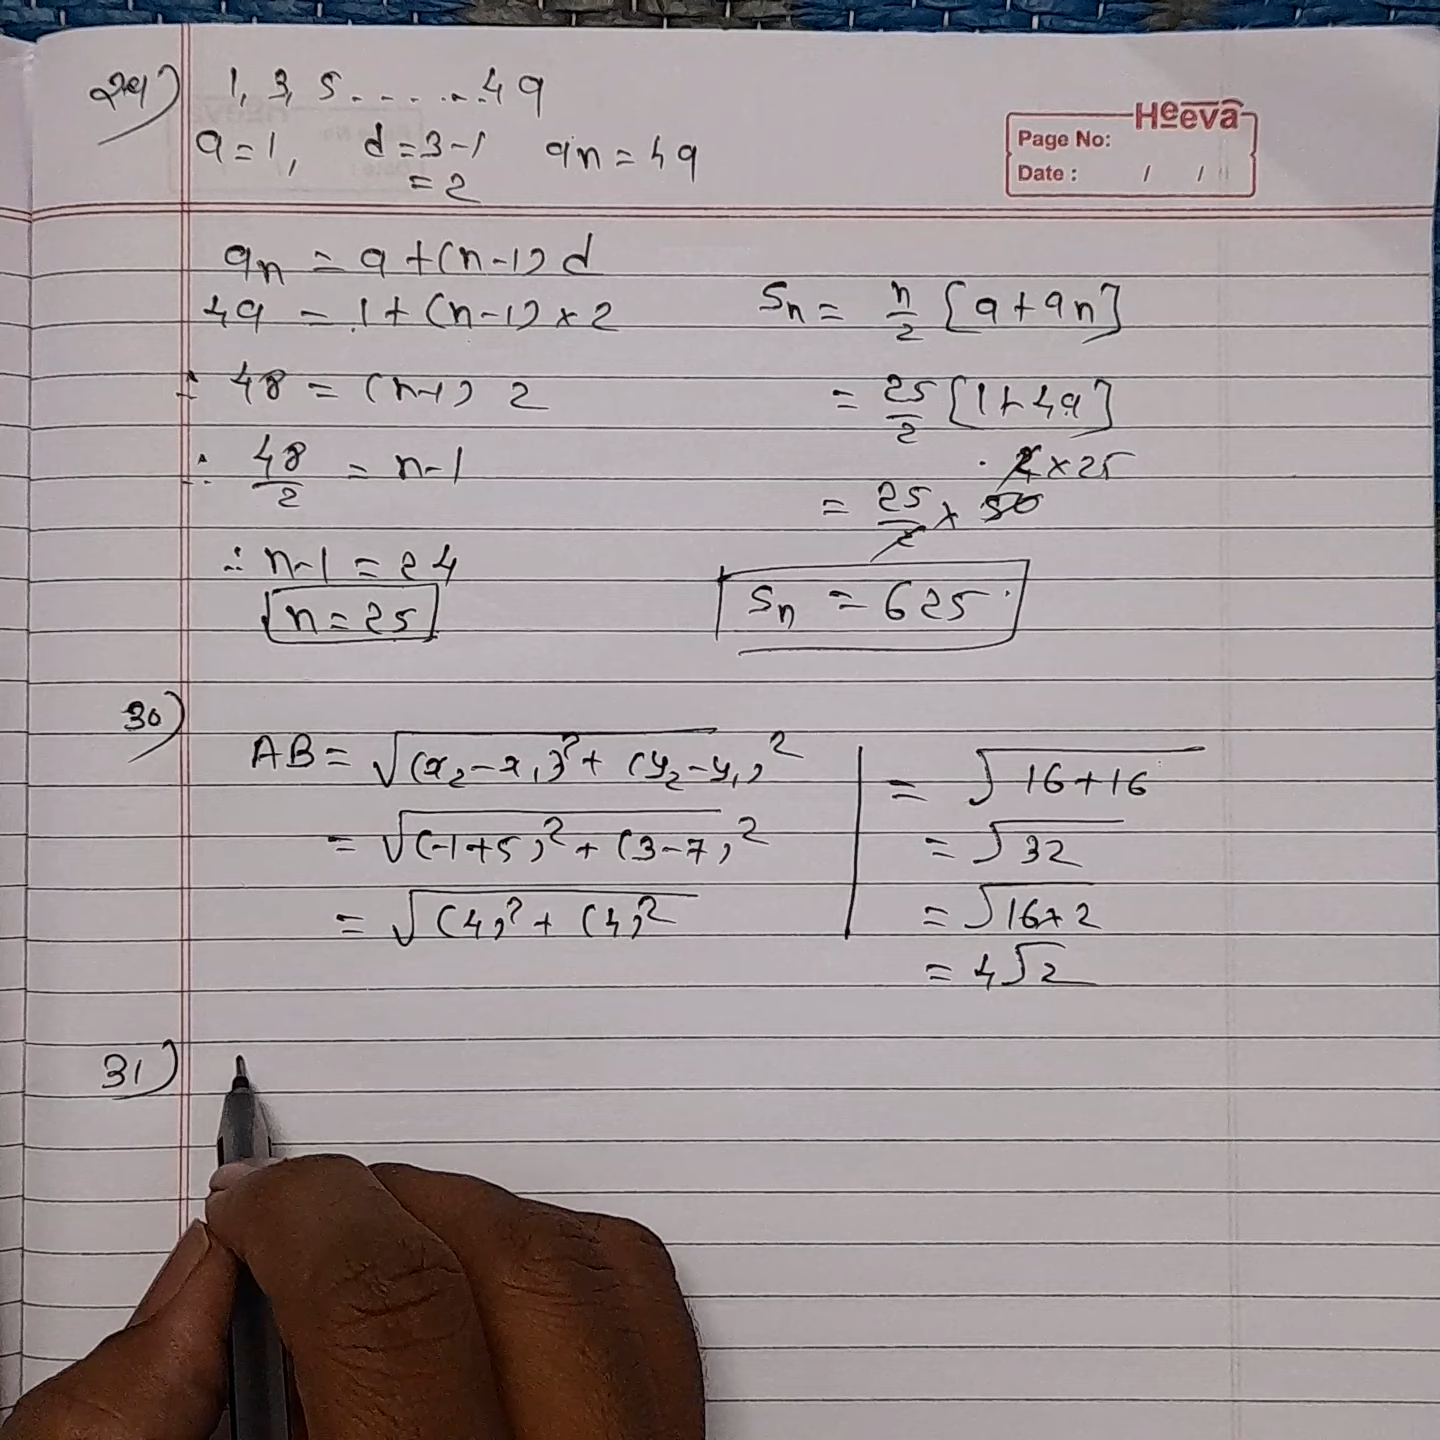 29) 1, 3, 5.......49
a = 1, d = 3 - 1 an = 49
= 2
Heeva
Page No:
Date : / /
an = a + (n-1) d
49 = 1 + (n-1) × 2
∴ 48 = (n-1) 2
∴ 48/2 = n-1
∴ n-1 = 24
n = 25
Sn = n/2 [a + an]
= 25/2 [1 + 49]
= 25/2 × 50 2 × 25
Sn = 625
30)
AB = √(x₂-x₁)² + (y₂-y₁)²
= √(-1+5)² + (3-7)²
= √(4)² + (4)²
= √16+16
= √32
= √16×2
= 4√2
31)